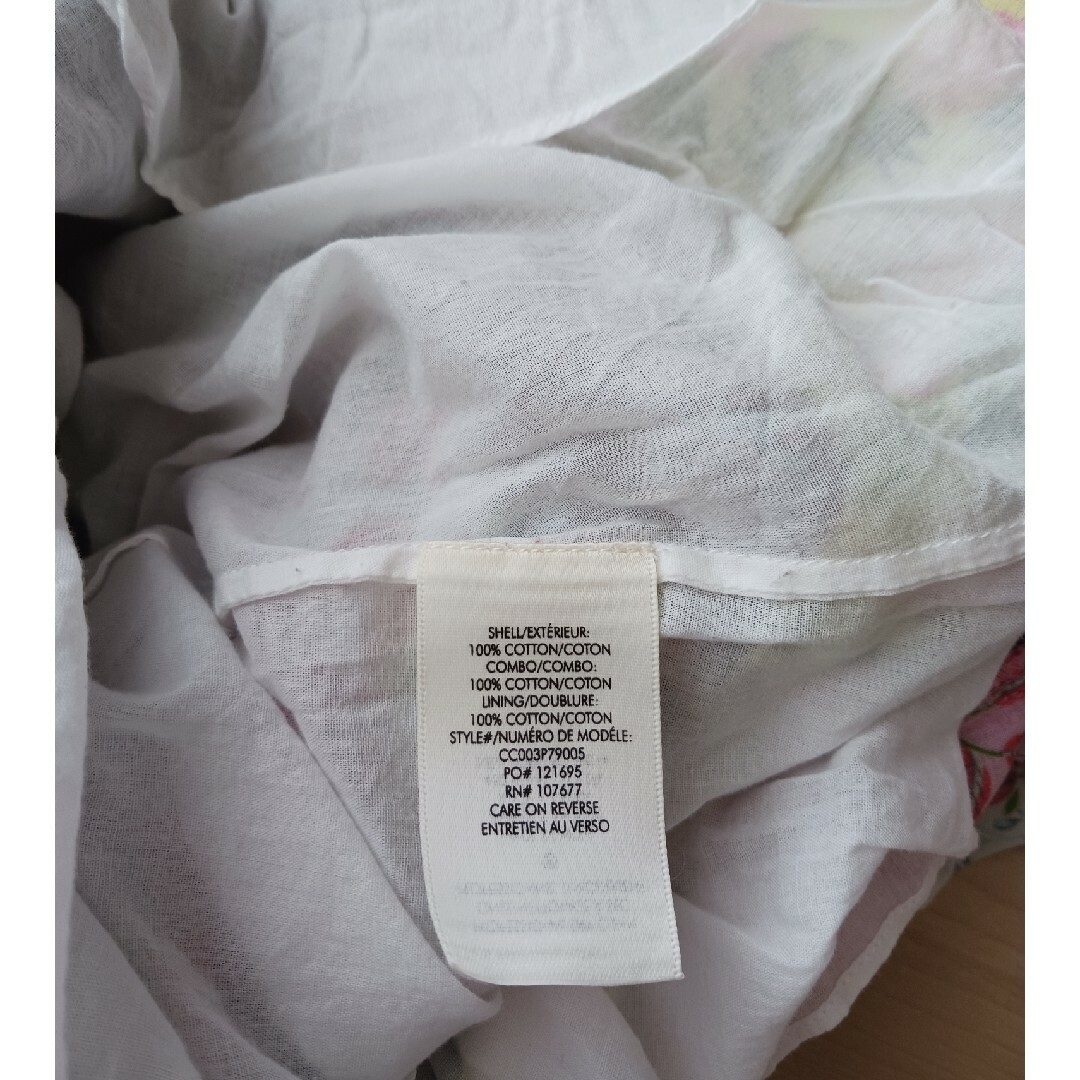 SHELL/EXTÉRIEUR:
100% COTTON/COTON
COMBO/COMBO:
100% COTTON/COTON
LINING/DOUBLURE:
100% COTTON/COTON
STYLE#/NUMÉRO DE MODÉLE:
CC003P79005
PO# 121695
RN# 107677
CARE ON REVERSE
ENTRETIEN AU VERSO